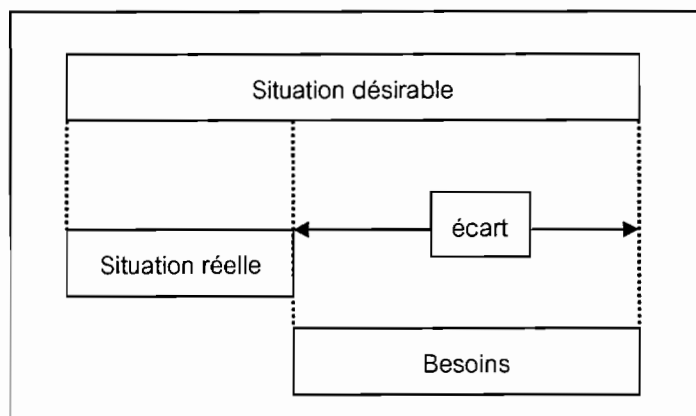 Situation désirable
écart
Situation réelle
Besoins